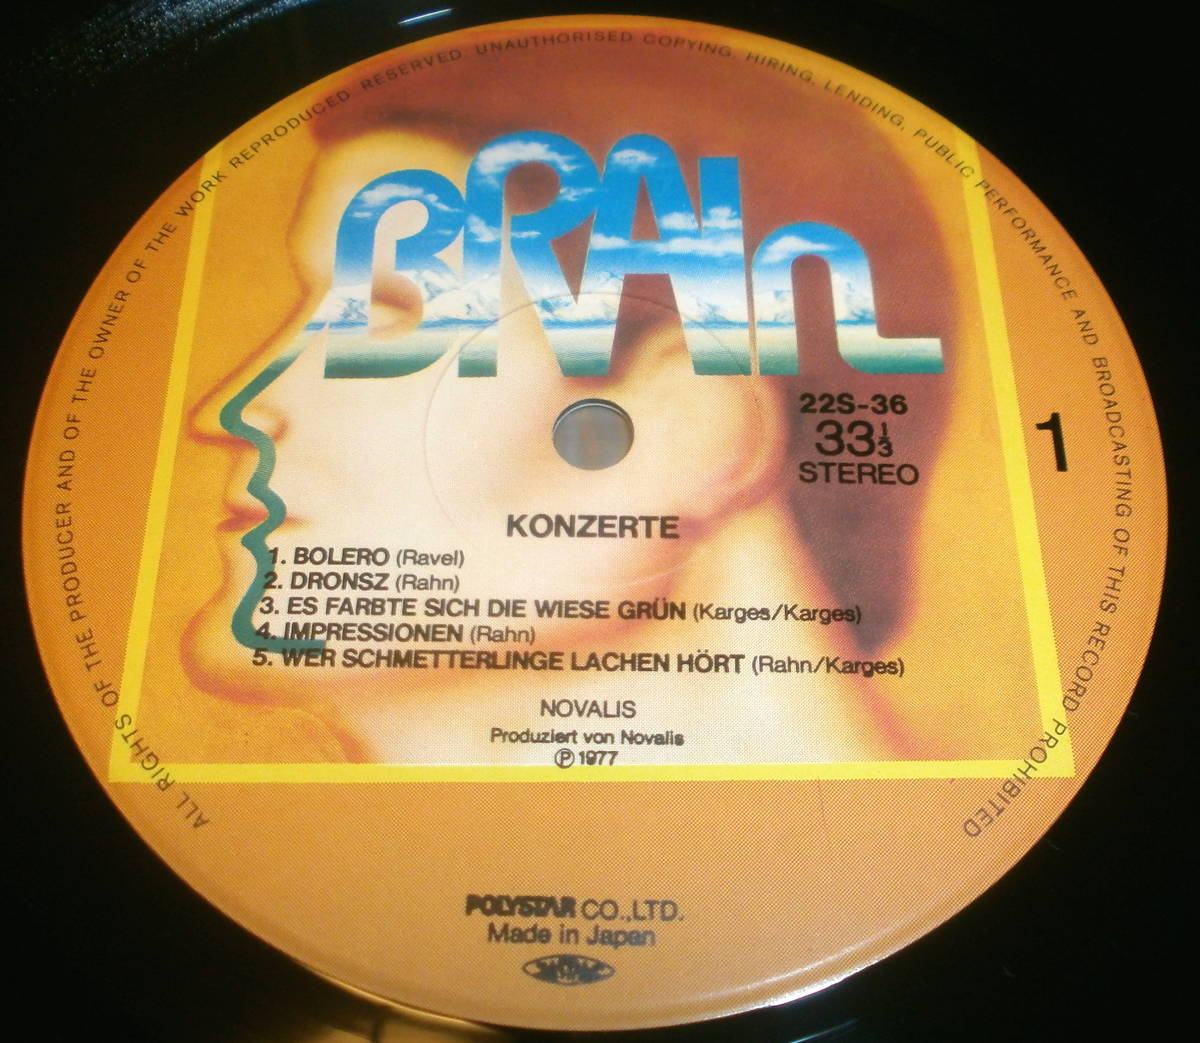 ALL RIGHTS OF THE PRODUCER AND OF THE OWNER OF THE WORK REPRODUCED RESERVED UNAUTHORISED COPYING, HIRING, LENDING, PUBLIC PERFORMANCE AND BROADCASTING OF THIS RECORD PROHIBITED
BRAIN
22S-36
33⅓
STEREO
1
KONZERTE
1. BOLERO (Ravel)
2. DRONSZ (Rahn)
3. ES FARBTE SICH DIE WIESE GRÜN (Karges/Karges)
4. IMPRESSIONEN (Rahn)
5. WER SCHMETTERLINGE LACHEN HÖRT (Rahn/Karges)
NOVALIS
Produziert von Novalis
Ⓟ 1977
POLYSTAR CO.,LTD.
Made in Japan